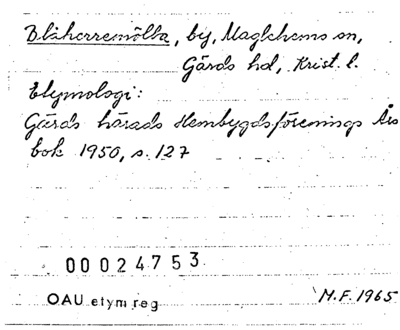 Blåherremölla, by, Maglehems sn,
Gärds hd, Krist. l.
Etymologi:
Gärds härads Hembygdsförenings Års
bok 1950, s. 127
00024753
OAU etym reg
M.F. 1965